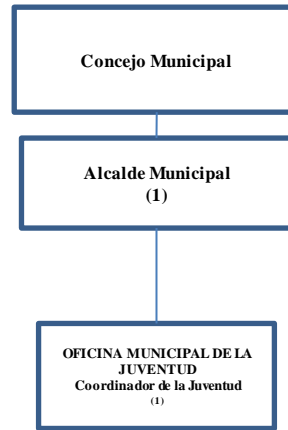 Concejo Municipal
Alcalde Municipal
(1)
OFICINA MUNICIPAL DE LA
JUVENTUD
Coordinador de la Juventud
(1)